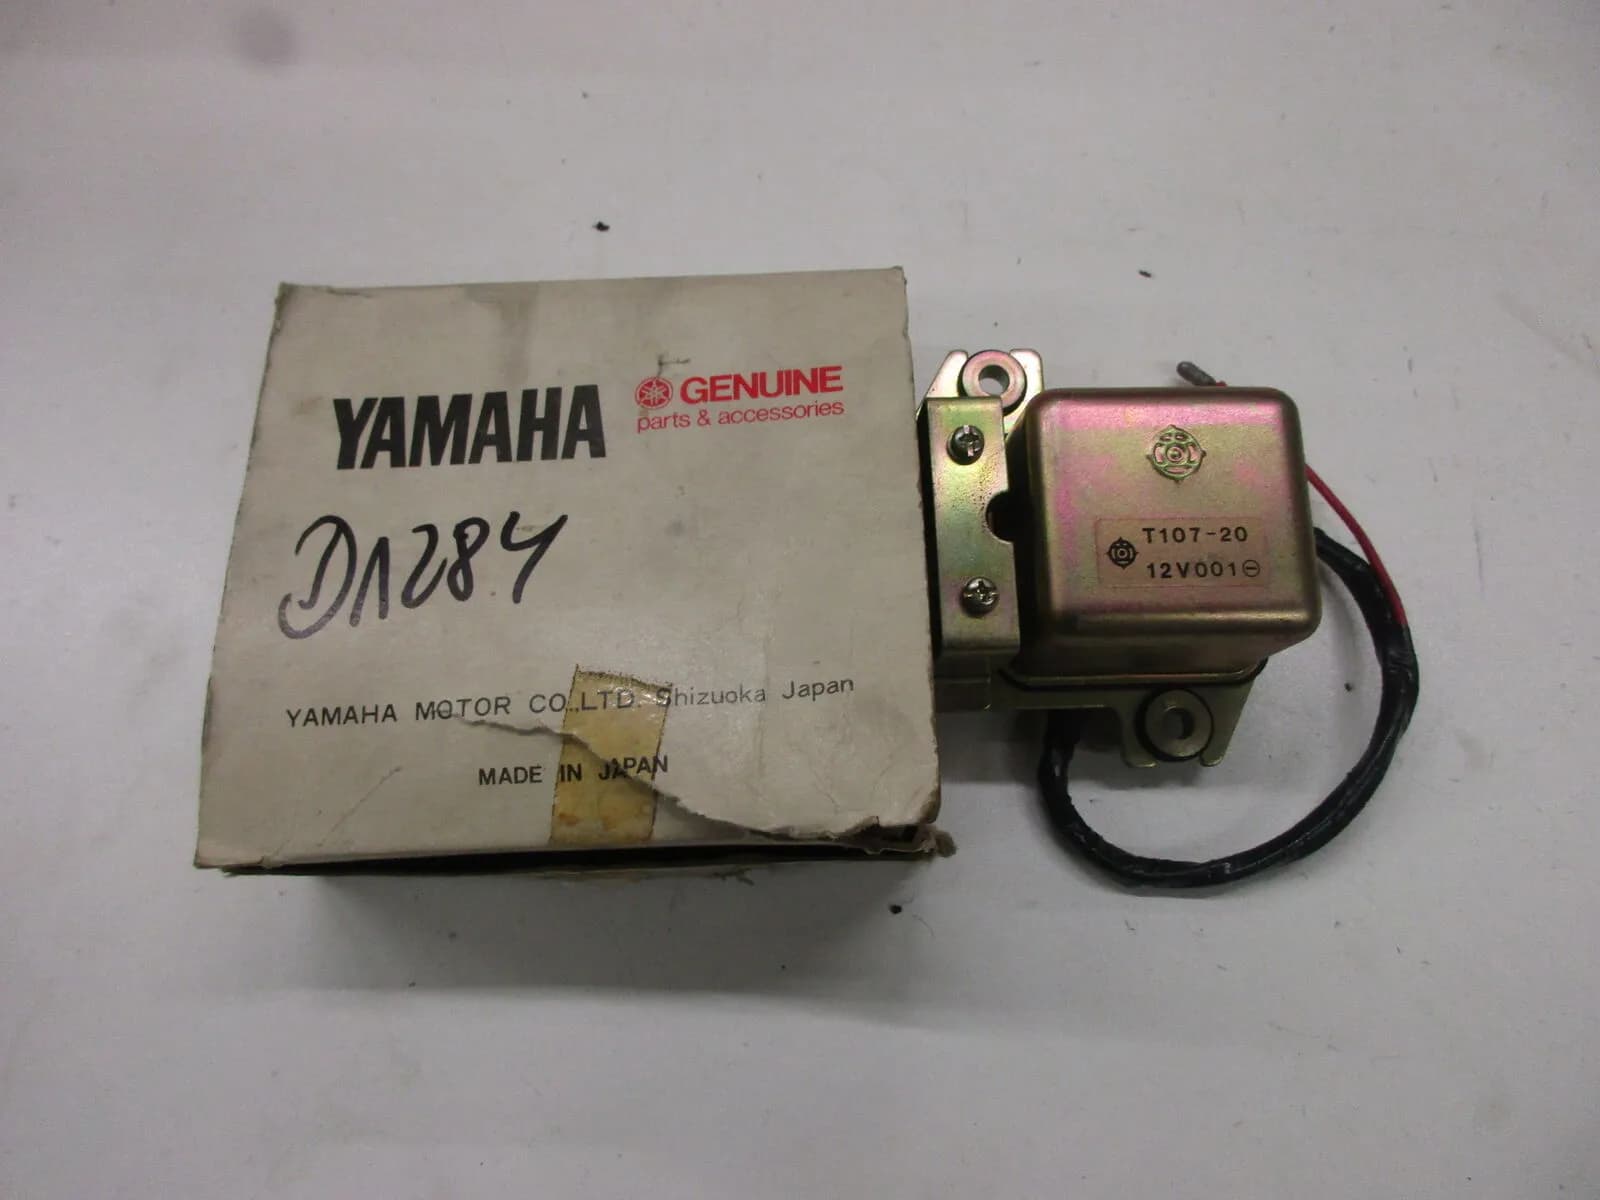 YAMAHA
GENUINE
parts & accessories
D1284
YAMAHA MOTOR CO.,LTD. Shizuoka Japan
MADE IN JAPAN
T107-20
12V001⊖